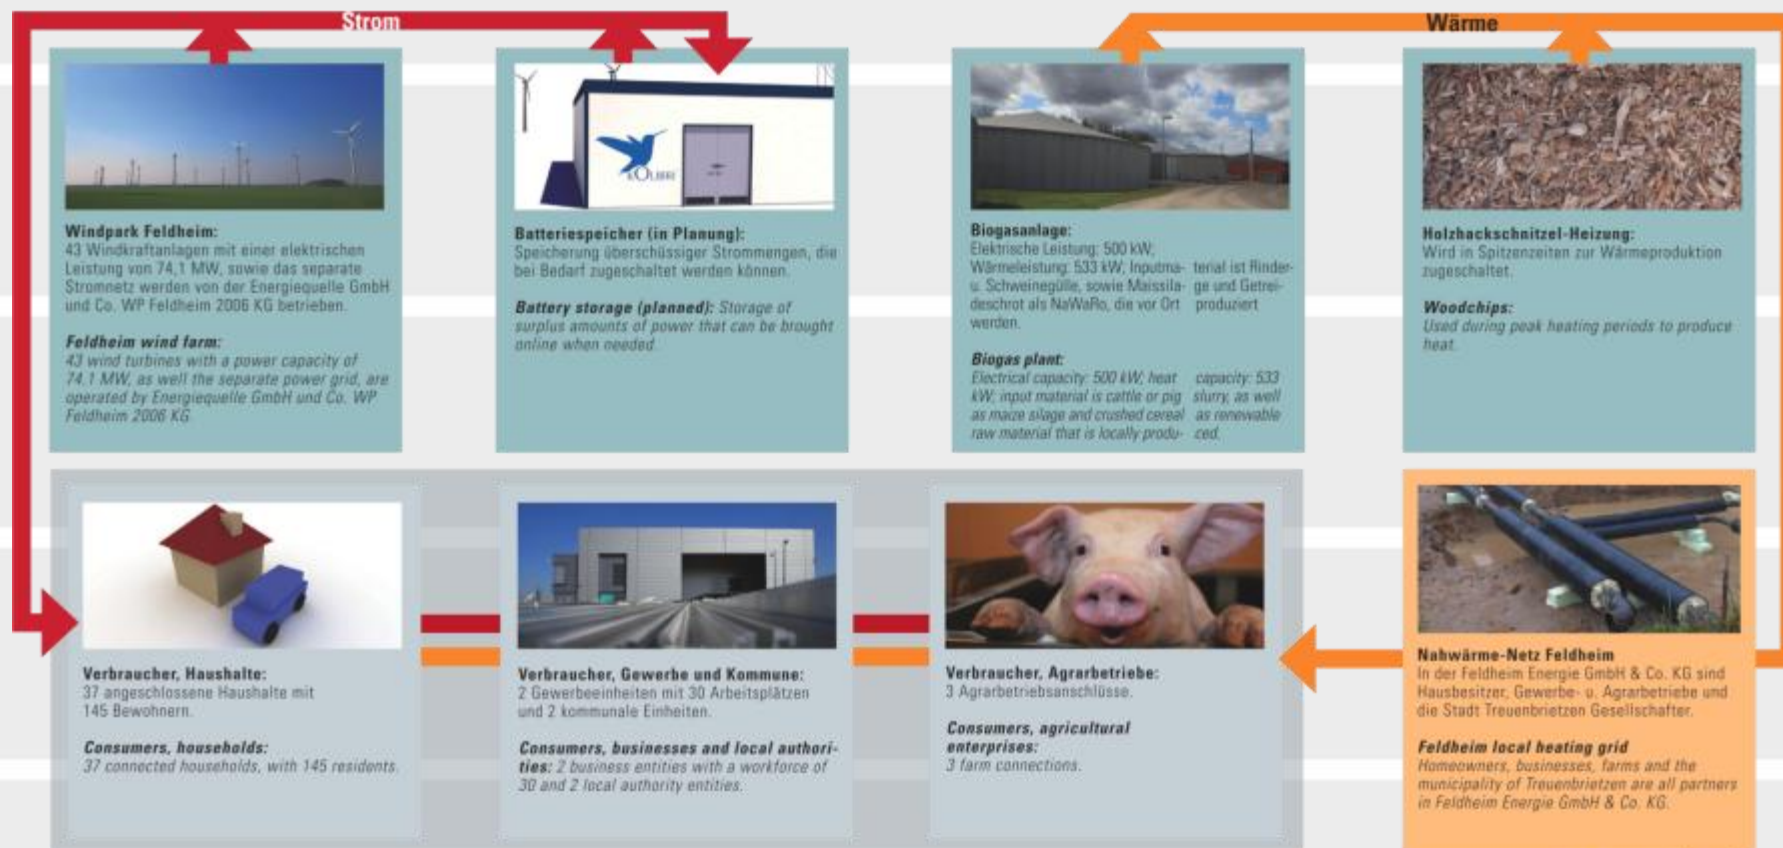 Strom
Wärme
Windpark Feldheim:
43 Windkraftanlagen mit einer elektrischen
Leistung von 74,1 MW, sowie das separate
Stromnetz werden von der Energiequelle GmbH
und Co. WP Feldheim 2006 KG betrieben.
Feldheim wind farm:
43 wind turbines with a power capacity of
74.1 MW, as well the separate power grid, are
operated by Energiequelle GmbH und Co. WP
Feldheim 2006 KG.
KOLIBRI
Batteriespeicher (in Planung):
Speicherung überschüssiger Strommengen, die
bei Bedarf zugeschaltet werden können.
Battery storage (planned): Storage of
surplus amounts of power that can be brought
online when needed.
Biogasanlage:
Elektrische Leistung: 500 kW;
Wärmeleistung: 533 kW; Inputma- terial ist Rinder-
u. Schweinegülle, sowie Maissila- ge und Getrei-
deschrot als NaWaRo, die vor Ort produziert
werden.
Biogas plant:
Electrical capacity: 500 kW; heat capacity: 533
kW; input material is cattle or pig slurry, as well
as maize silage and crushed cereal as renewable
raw material that is locally produ- ced.
Holzhackschnitzel-Heizung:
Wird in Spitzenzeiten zur Wärmeproduktion
zugeschaltet.
Woodchips:
Used during peak heating periods to produce
heat.
Verbraucher, Haushalte:
37 angeschlossene Haushalte mit
145 Bewohnern.
Consumers, households:
37 connected households, with 145 residents.
Verbraucher, Gewerbe und Kommune:
2 Gewerbeeinheiten mit 30 Arbeitsplätzen
und 2 kommunale Einheiten.
Consumers, businesses and local authori-
ties: 2 business entities with a workforce of
30 and 2 local authority entities.
Verbraucher, Agrarbetriebe:
3 Agrarbetriebsanschlüsse.
Consumers, agricultural
enterprises:
3 farm connections.
Nahwärme-Netz Feldheim
In der Feldheim Energie GmbH & Co. KG sind
Hausbesitzer, Gewerbe- u. Agrarbetriebe und
die Stadt Treuenbrietzen Gesellschafter.
Feldheim local heating grid
Homeowners, businesses, farms and the
municipality of Treuenbrietzen are all partners
in Feldheim Energie GmbH & Co. KG.